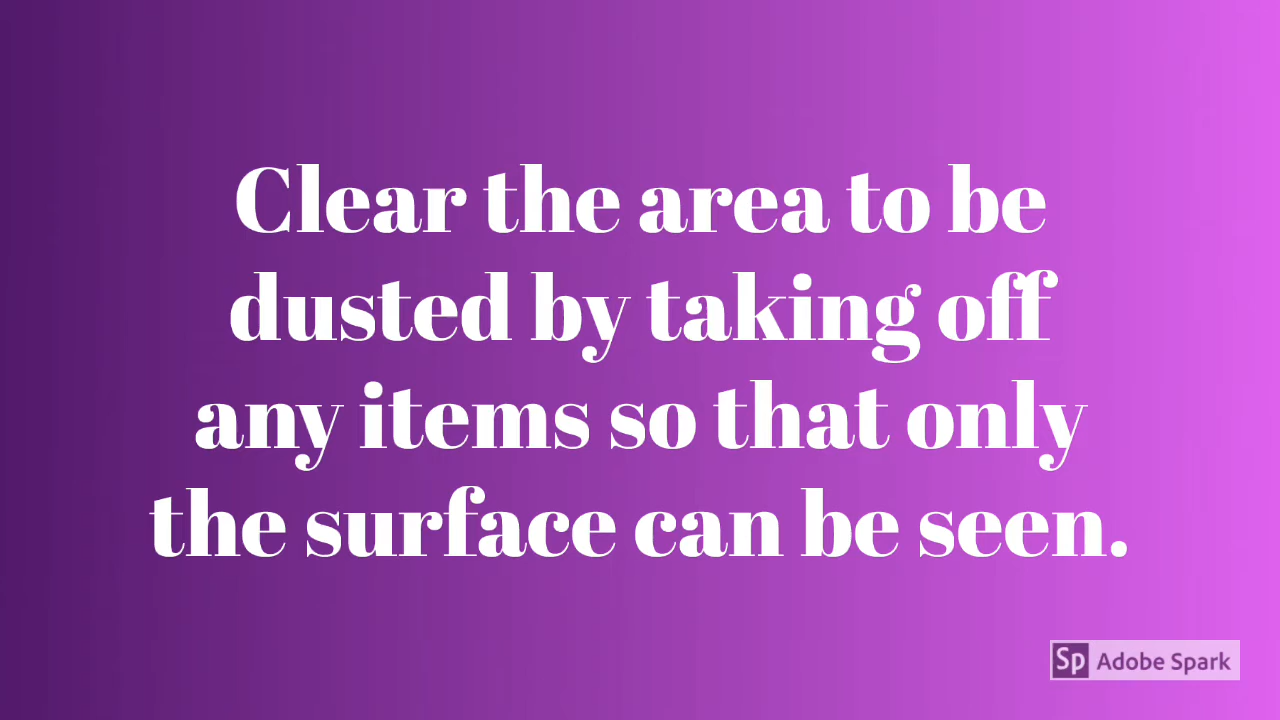 Clear the area to be
dusted by taking off
any items so that only
the surface can be seen.
Sp Adobe Spark